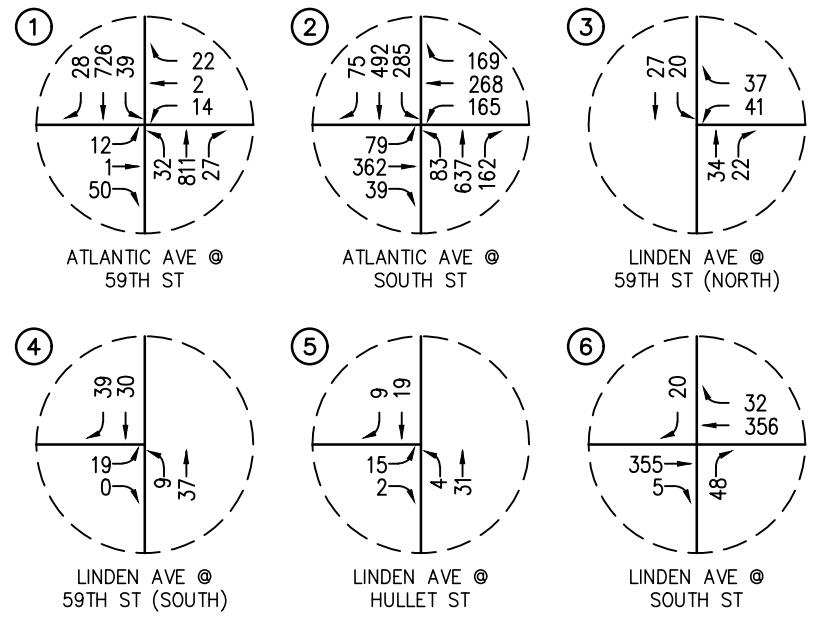 1
28 726 39
22
2
14
12
1
50
32 811 27
ATLANTIC AVE @
59TH ST
2
75 492 285
169
268
165
79
362
39
83 637 162
ATLANTIC AVE @
SOUTH ST
3
27 20
37
41
34 22
LINDEN AVE @
59TH ST (NORTH)
4
39 30
19
0
9 37
LINDEN AVE @
59TH ST (SOUTH)
5
9 19
15
2
4 31
LINDEN AVE @
HULLET ST
6
20
32
356
355
5
48
LINDEN AVE @
SOUTH ST